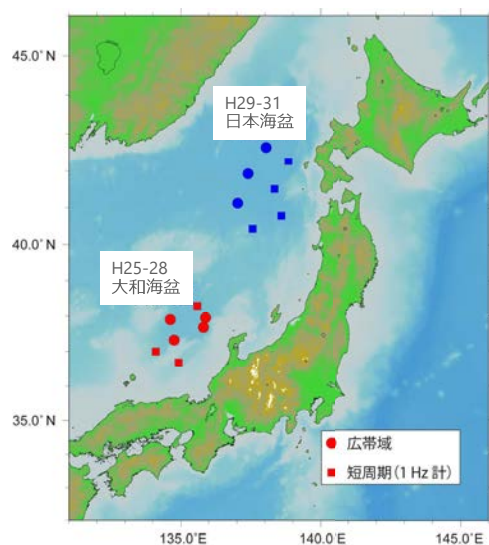 45.0°N
H29-31
日本海盆
40.0°N
H25-28
大和海盆
35.0°N
広帯域
短周期(1 Hz 計)
135.0°E
140.0°E
145.0°E